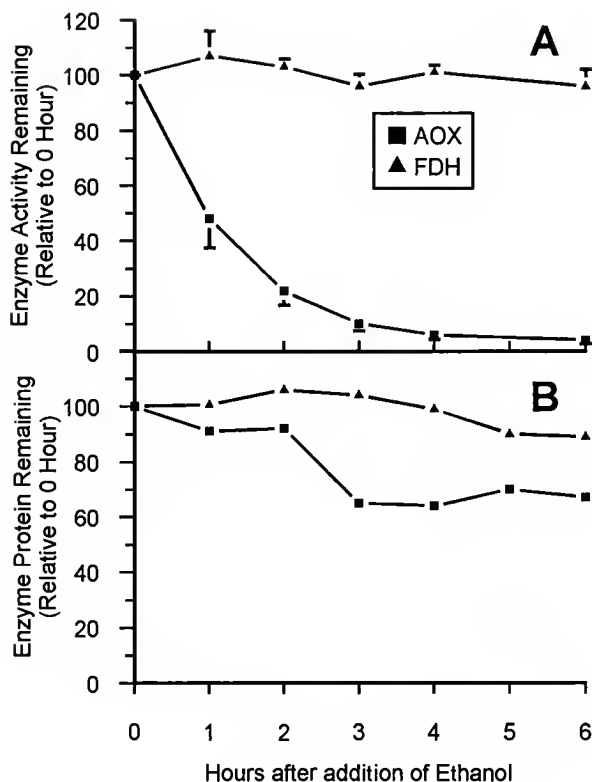 A
Enzyme Activity Remaining
(Relative to 0 Hour)
120
100
80
60
40
20
0
AOX
FDH
B
Enzyme Protein Remaining
(Relative to 0 Hour)
100
80
60
40
20
0
0 1 2 3 4 5 6
Hours after addition of Ethanol